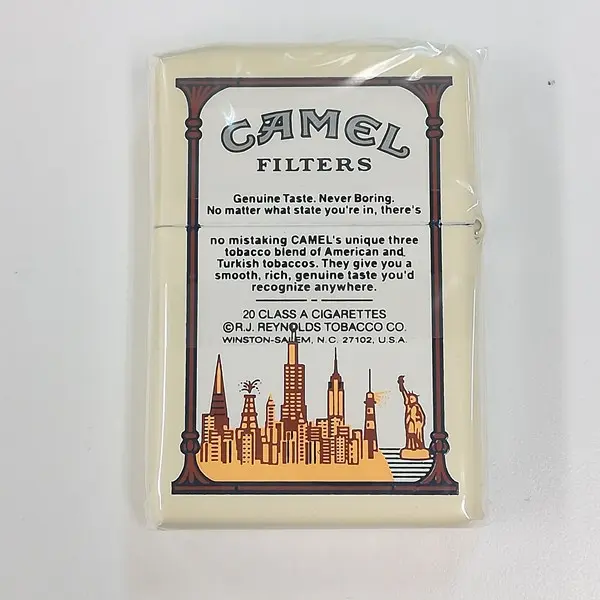 CAMEL
FILTERS
Genuine Taste. Never Boring.
No matter what state you're in, there's
no mistaking CAMEL's unique three
tobacco blend of American and
Turkish tobaccos. They give you a
smooth, rich, genuine taste you'd
recognize anywhere.
20 CLASS A CIGARETTES
©R.J. REYNOLDS TOBACCO CO.
WINSTON-SALEM, N.C. 27102, U.S.A.